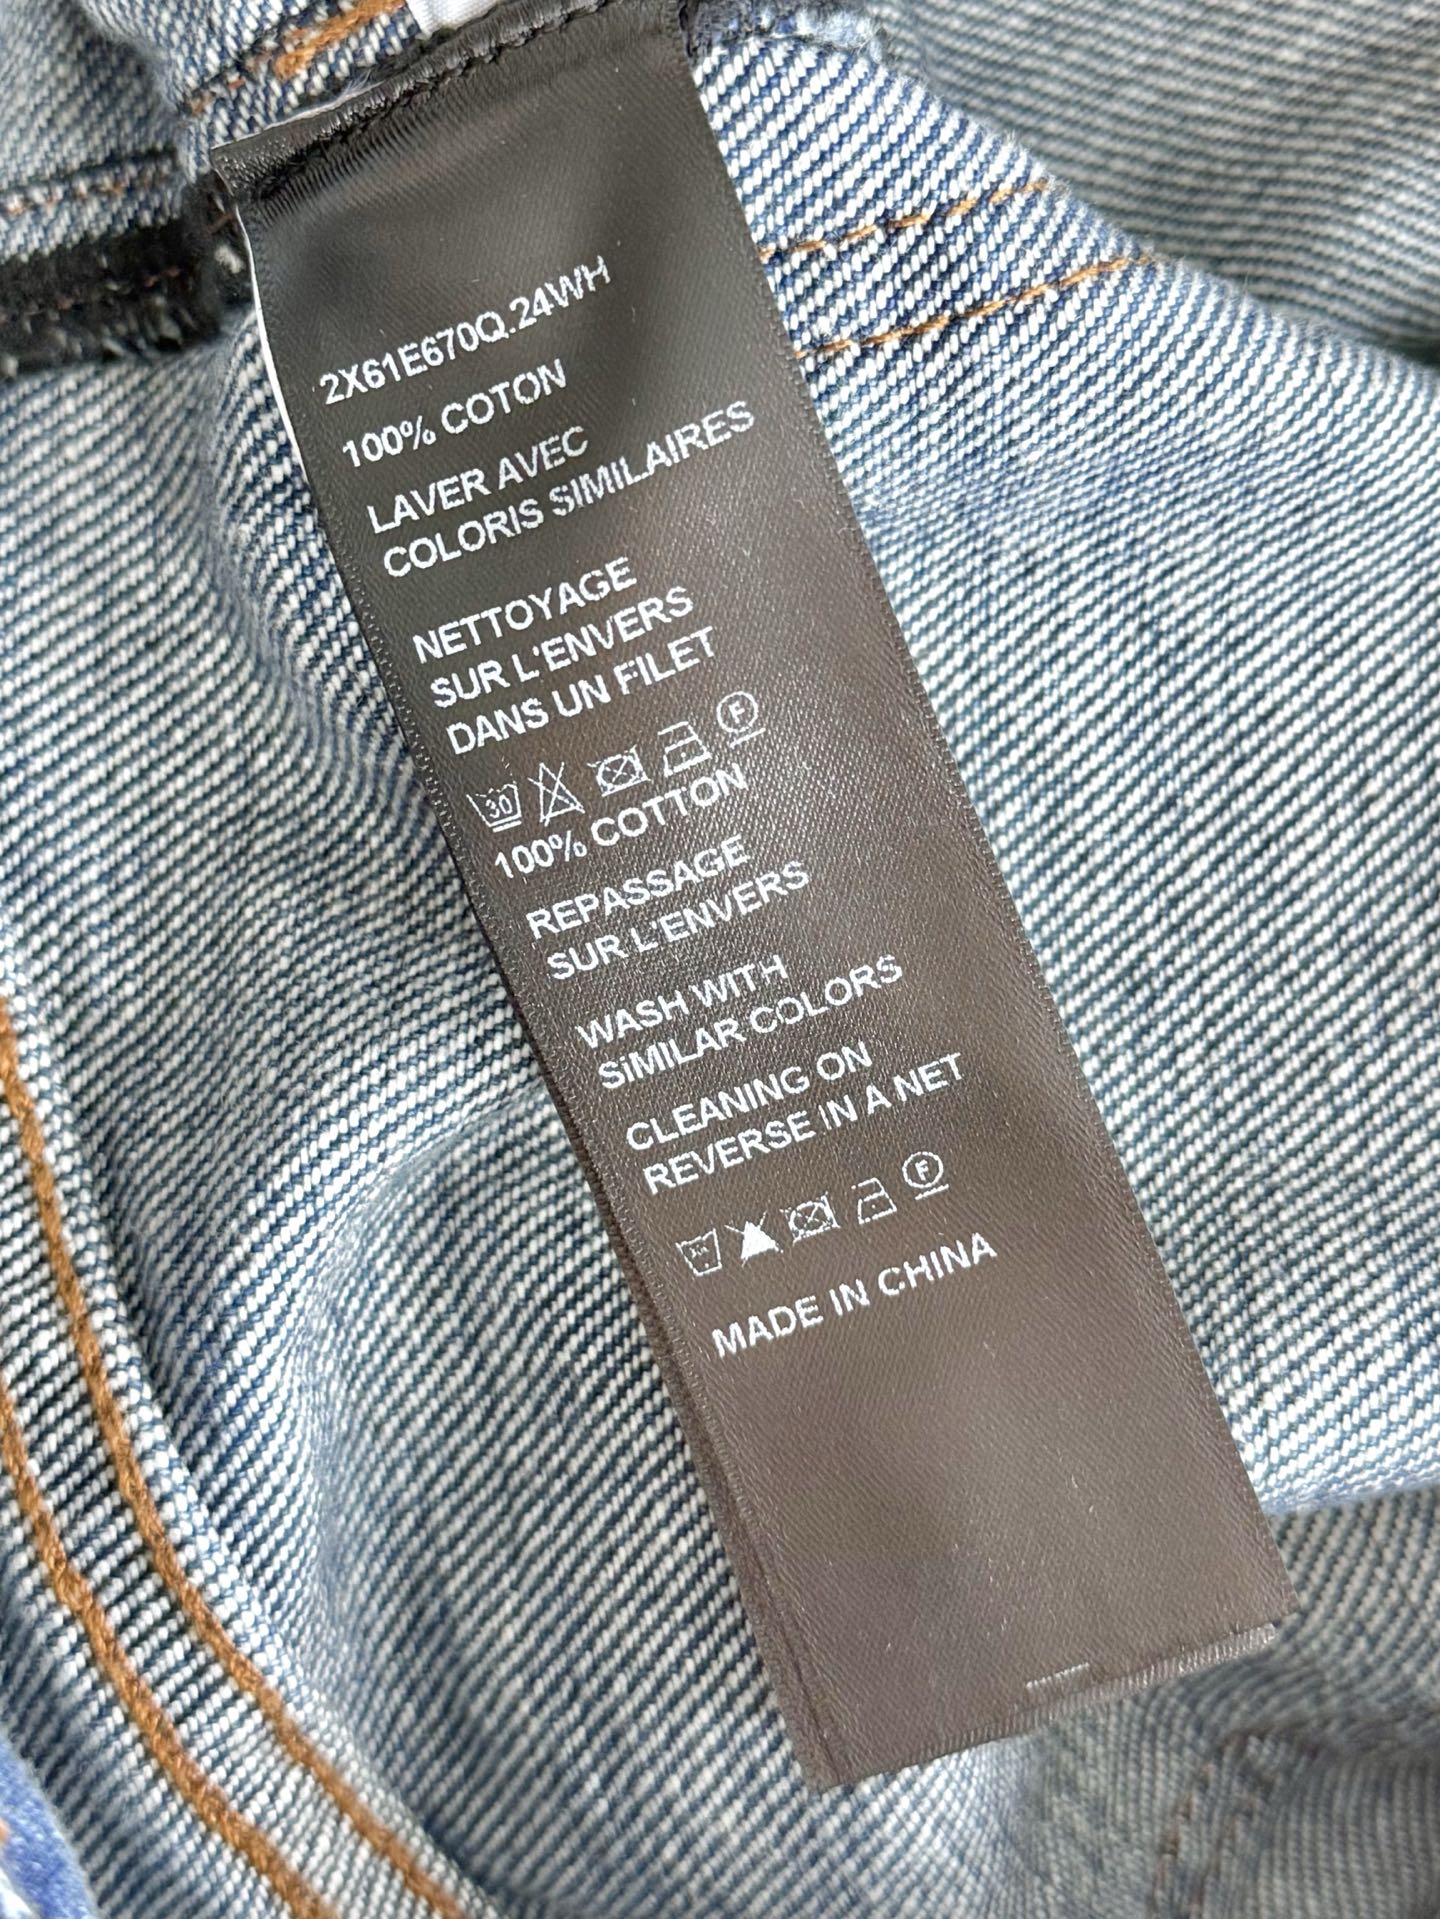 2X61E670Q.24WH
100% COTON
LAVER AVEC
COLORIS SIMILAIRES
NETTOYAGE
SUR L'ENVERS
DANS UN FILET
30 F
100% COTTON
REPASSAGE
SUR L'ENVERS
WASH WITH
SiMILAR COLORS
CLEANING ON
REVERSE IN A NET
F
MADE IN CHINA